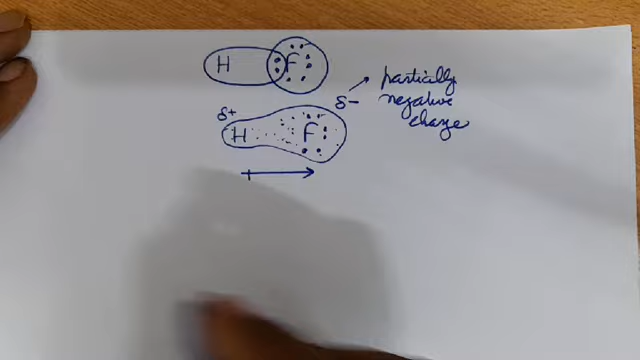 H F
δ+ δ-
H F
partially
negative
charge